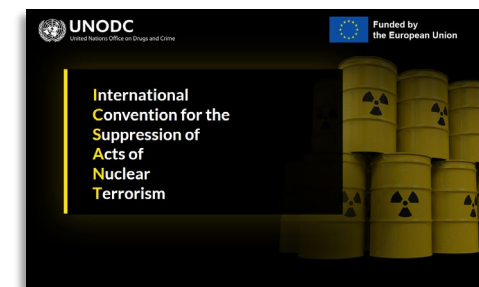 UNODC
United Nations Office on Drugs and Crime
Funded by
the European Union
International
Convention for the
Suppression of
Acts of
Nuclear
Terrorism